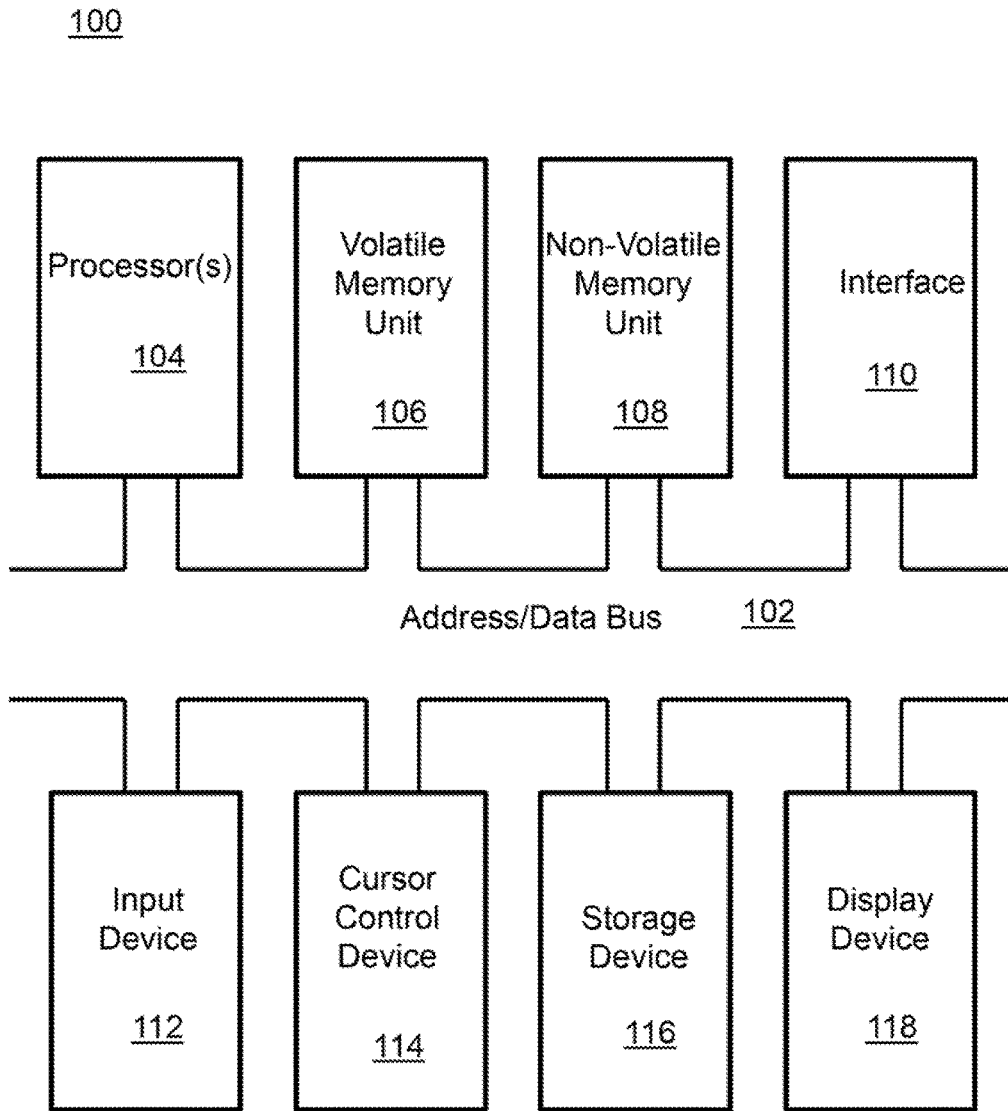 100
Processor(s)
104
Volatile
Memory
Unit
106
Non-Volatile
Memory
Unit
108
Interface
110
Address/Data Bus 102
Input
Device
112
Cursor
Control
Device
114
Storage
Device
116
Display
Device
118